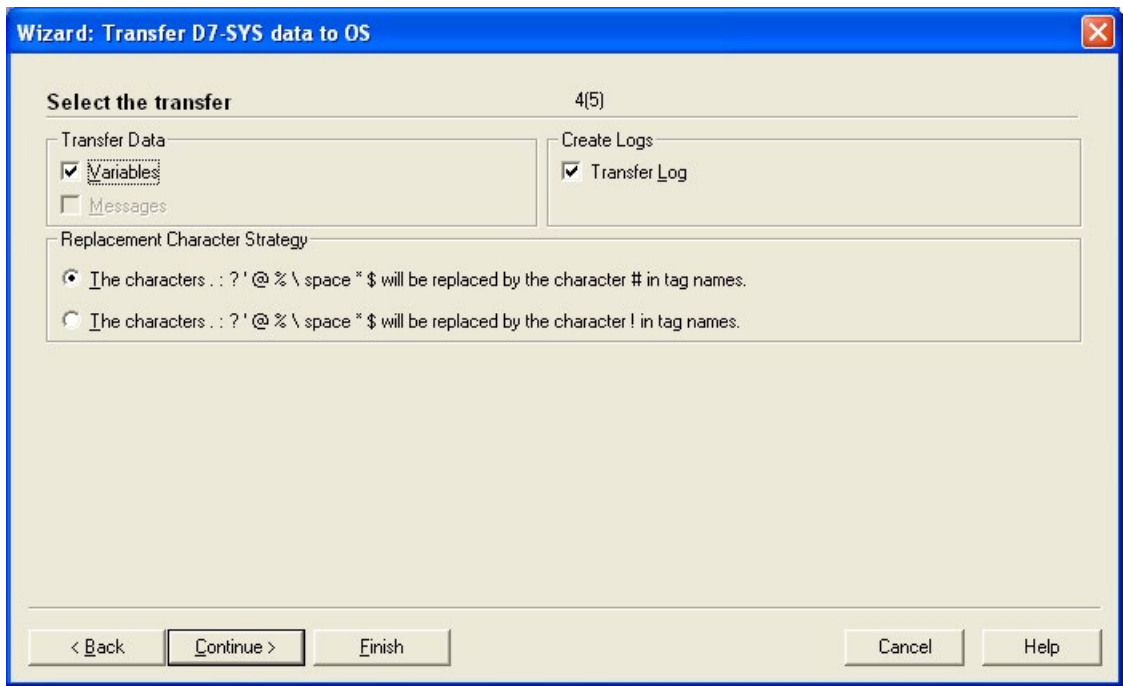 Wizard: Transfer D7-SYS data to OS
Select the transfer 4(5)
Transfer Data
Variables
Messages
Create Logs
Transfer Log
Replacement Character Strategy
The characters . : ? ' @ % \ space * $ will be replaced by the character # in tag names.
The characters . : ? ' @ % \ space * $ will be replaced by the character ! in tag names.
< Back Continue > Finish Cancel Help